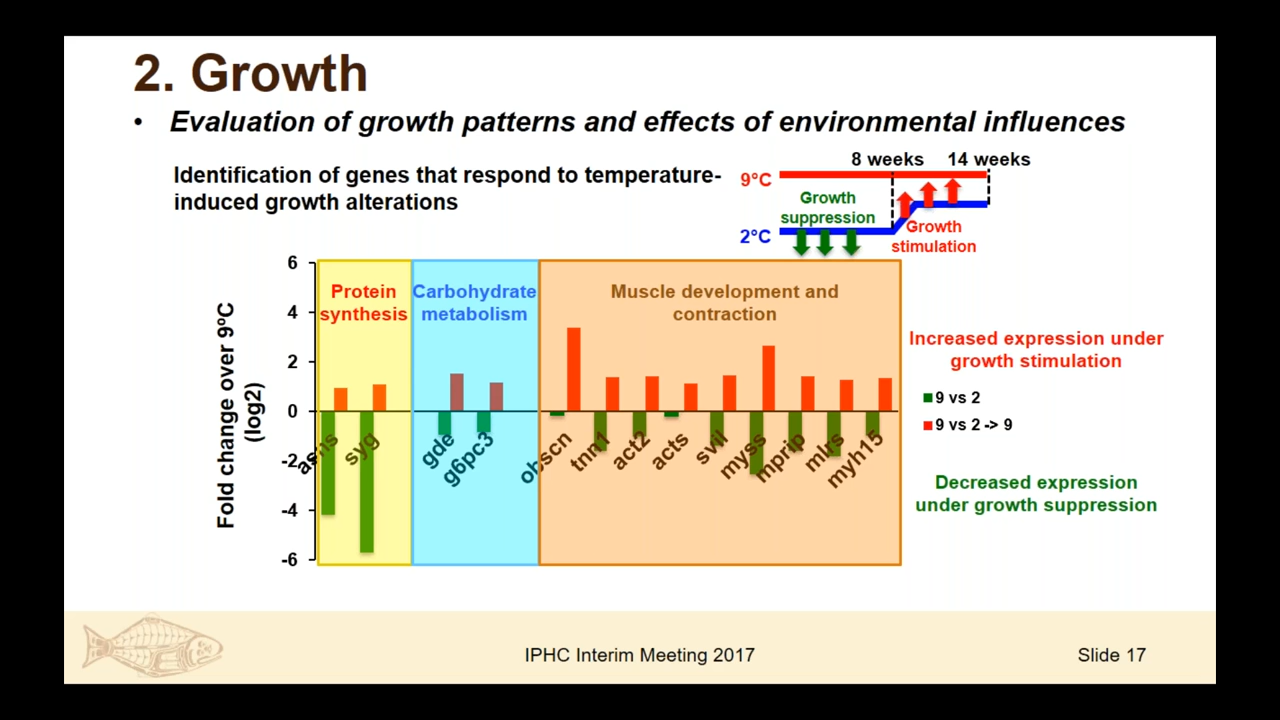 2. Growth
• Evaluation of growth patterns and effects of environmental influences
Identification of genes that respond to temperature-
induced growth alterations
8 weeks 14 weeks
9°C
Growth
suppression
2°C
Growth
stimulation
Fold change over 9ºC
(log2)
6
4
2
0
-2
-4
-6
Protein
synthesis
Carbohydrate
metabolism
Muscle development and
contraction
asns
syg
gde
g6pc3
obscn
tnnt1
act2
acts
svil
myss
mprip
mlrs
myh15
Increased expression under
growth stimulation
9 vs 2
9 vs 2 -> 9
Decreased expression
under growth suppression
IPHC Interim Meeting 2017
Slide 17